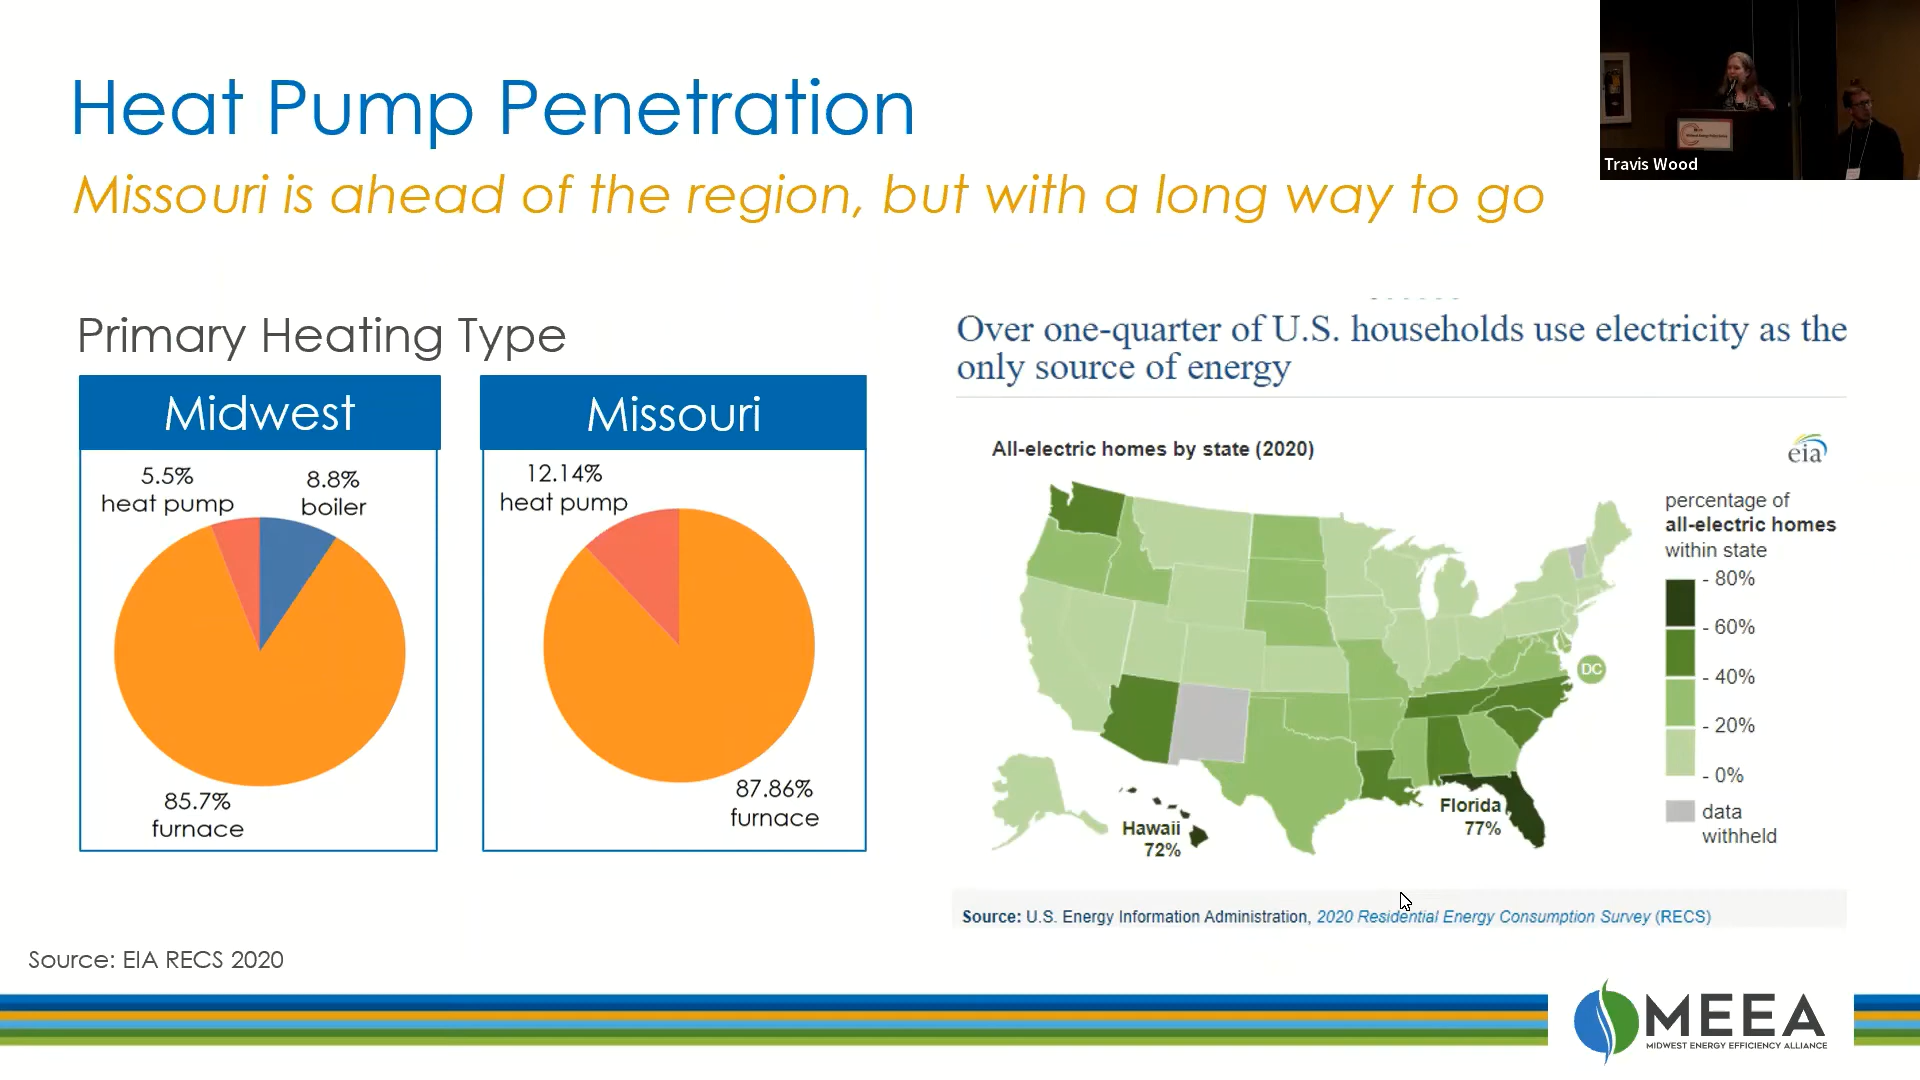 Heat Pump Penetration
Missouri is ahead of the region, but with a long way to go
Travis Wood
Primary Heating Type
Midwest
5.5%
heat pump
8.8%
boiler
85.7%
furnace
Missouri
12.14%
heat pump
87.86%
furnace
Source: EIA RECS 2020
Over one-quarter of U.S. households use electricity as the
only source of energy
All-electric homes by state (2020)
eia
percentage of
all-electric homes
within state
- 80%
- 60%
- 40%
- 20%
- 0%
data
withheld
DC
Hawaii
72%
Florida
77%
Source: U.S. Energy Information Administration, 2020 Residential Energy Consumption Survey (RECS)
MEEA
MIDWEST ENERGY EFFICIENCY ALLIANCE